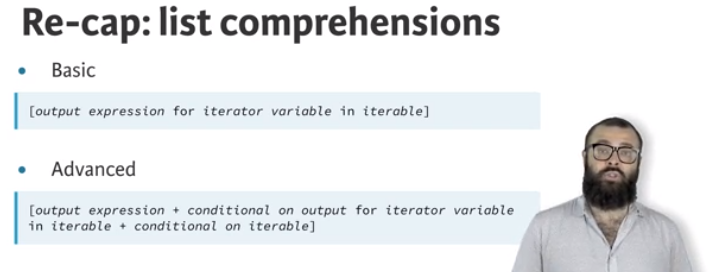 Re-cap: list comprehensions
• Basic
[output expression for iterator variable in iterable]
• Advanced
[output expression + conditional on output for iterator variable
in iterable + conditional on iterable]